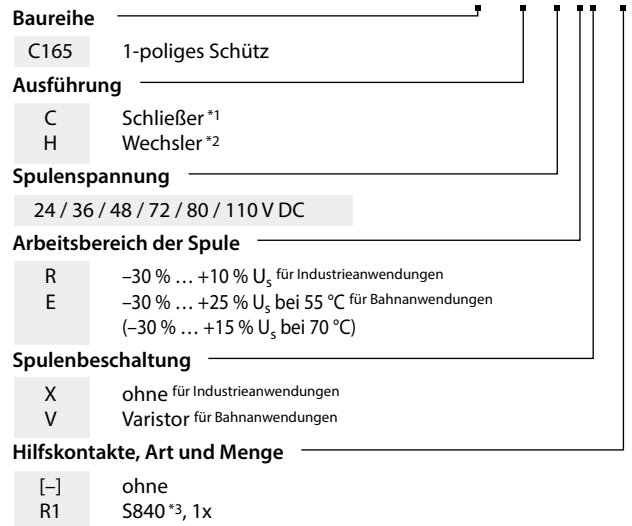 Baureihe
C165 1-poliges Schütz
Ausführung
C Schließer *1
H Wechsler *2
Spulenspannung
24 / 36 / 48 / 72 / 80 / 110 V DC
Arbeitsbereich der Spule
R –30 % … +10 % Us für Industrieanwendungen
E –30 % … +25 % Us bei 55 °C für Bahnanwendungen
(–30 % … +15 % Us bei 70 °C)
Spulenbeschaltung
X ohne für Industrieanwendungen
V Varistor für Bahnanwendungen
Hilfskontakte, Art und Menge
[–] ohne
R1 S840 *3, 1x